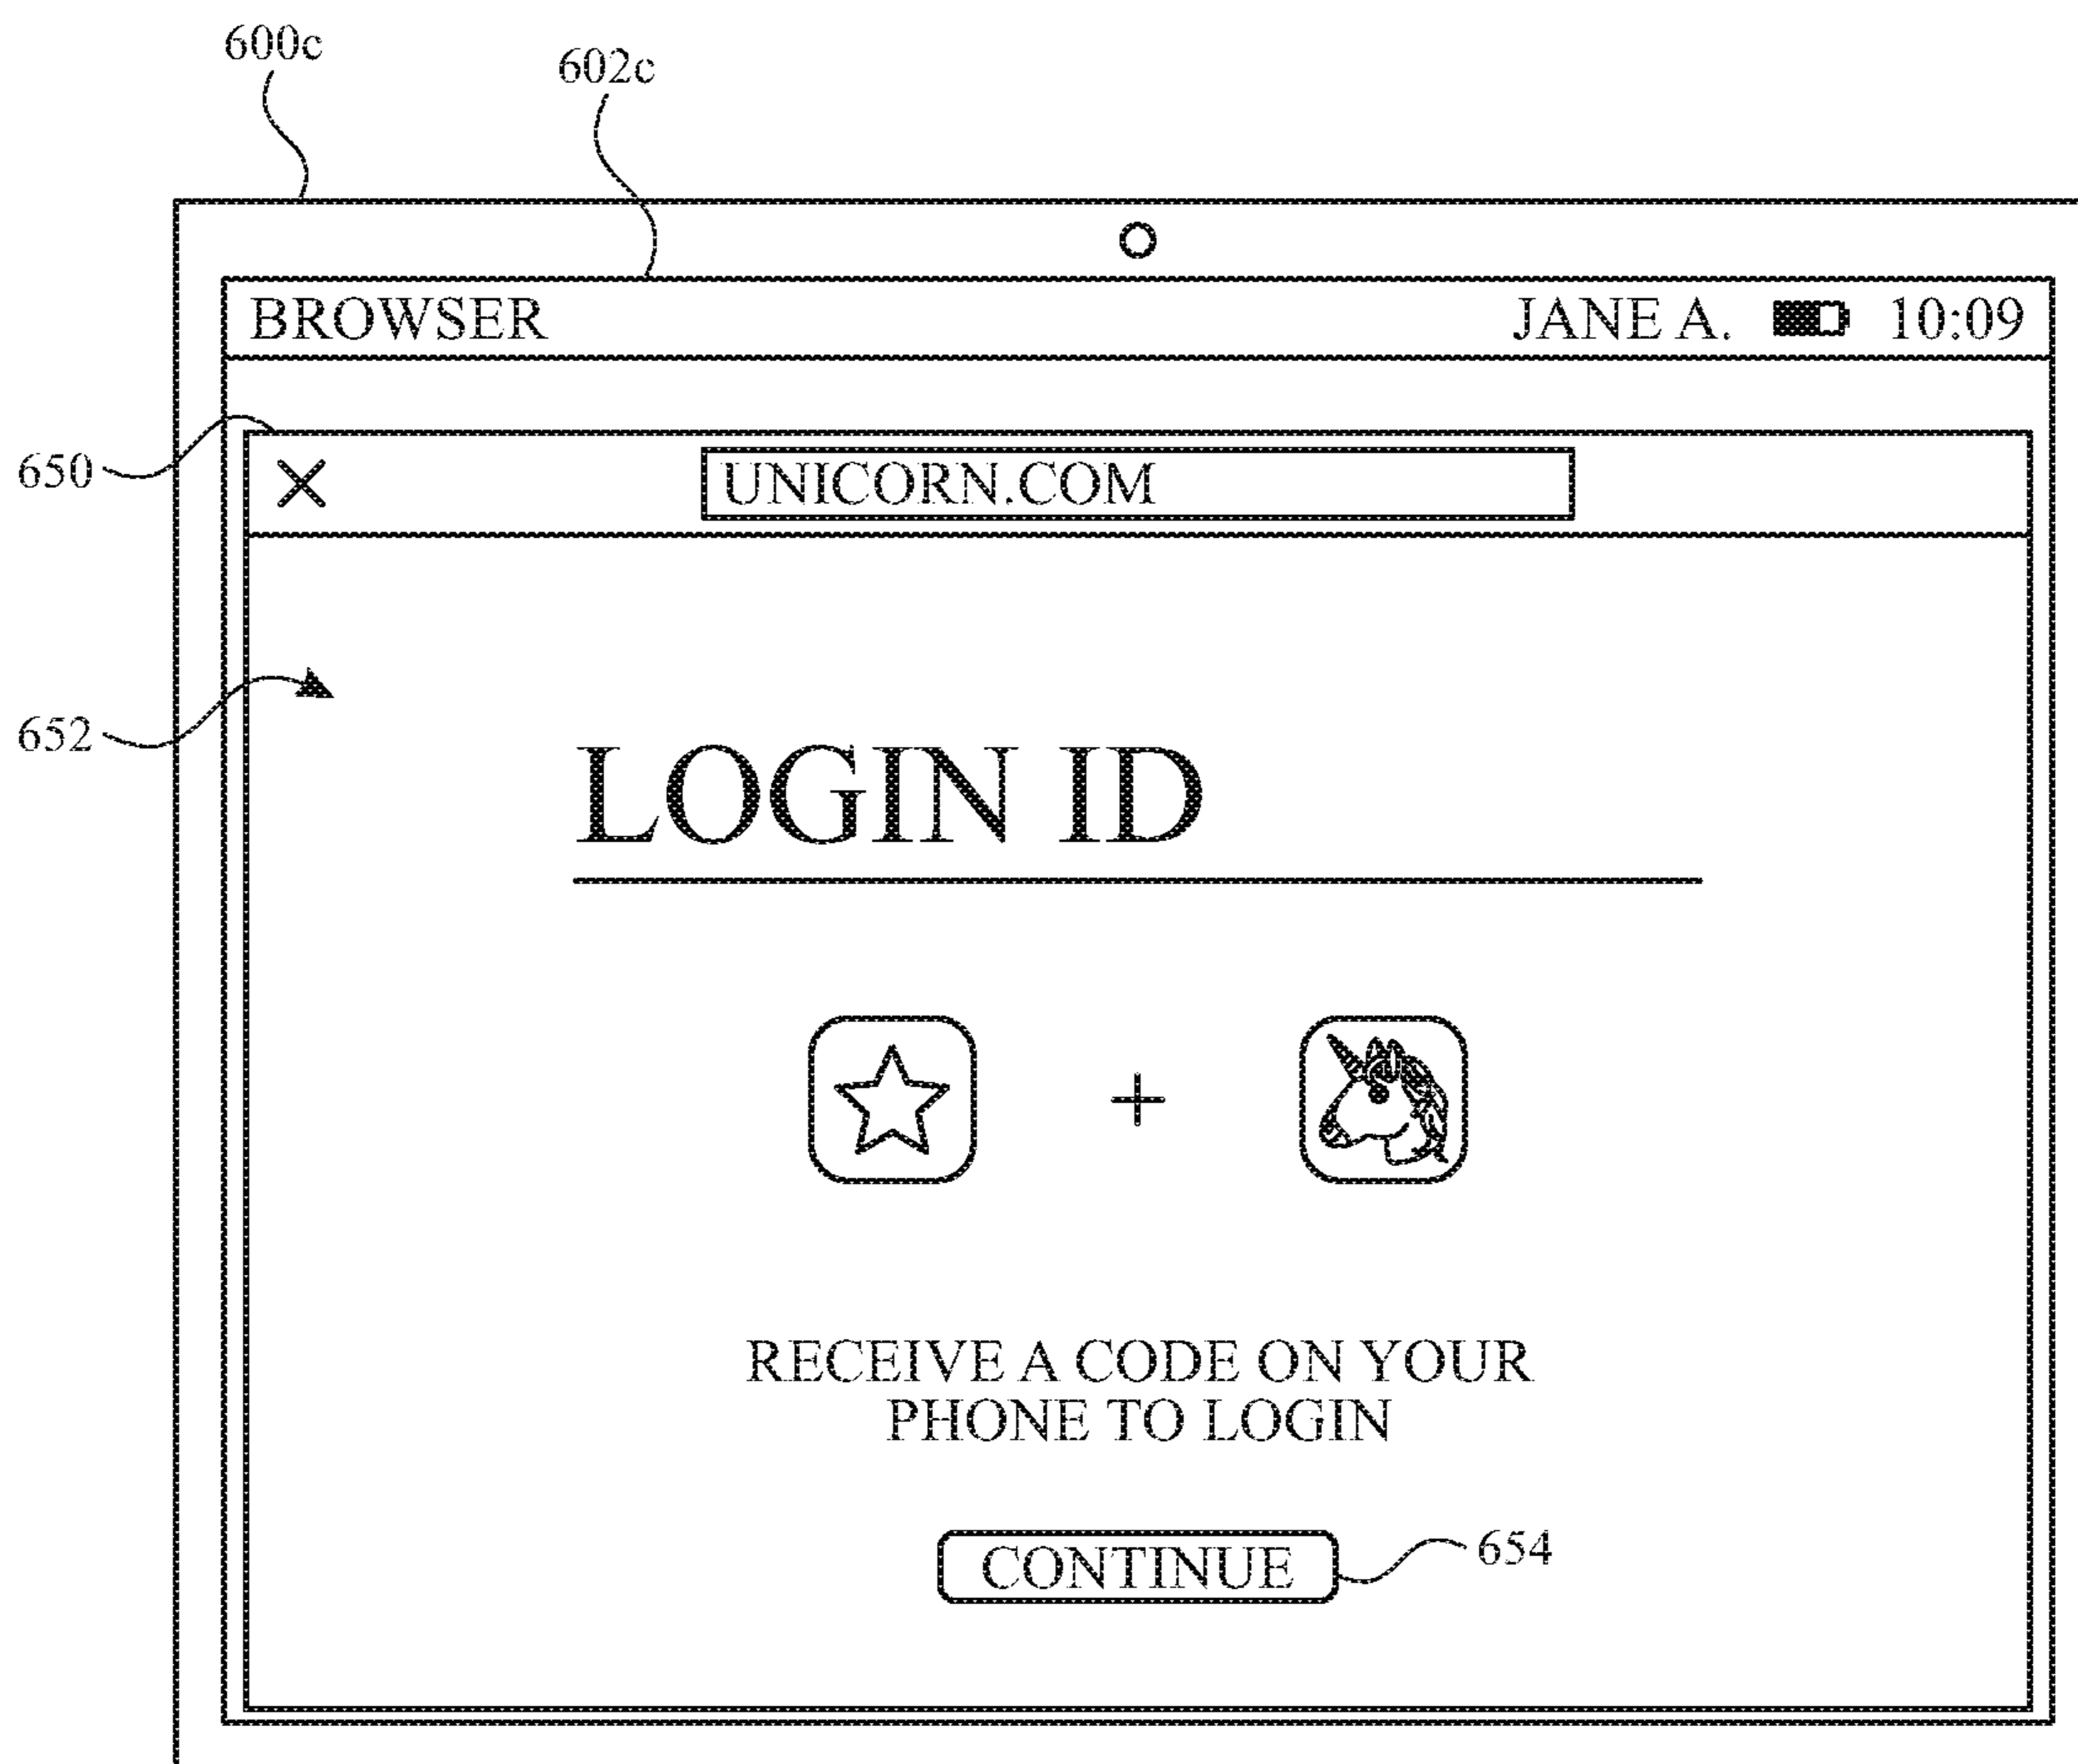 600c
602c
BROWSER JANE A. 10:09
650
UNICORN.COM
652
LOGIN ID
RECEIVE A CODE ON YOUR
PHONE TO LOGIN
CONTINUE
654